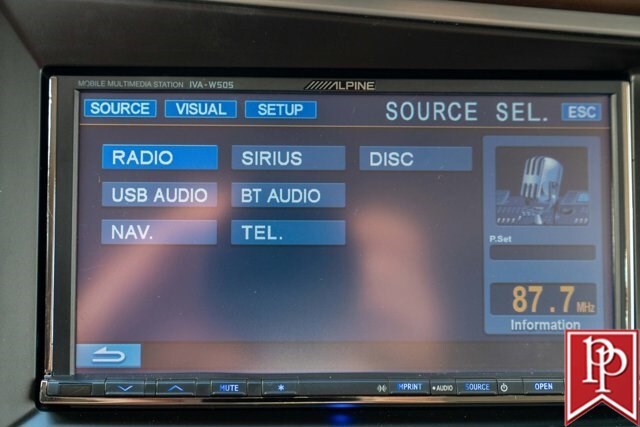 MOBILE MULTIMEDIA STATION IVA-W505 ALPINE
SOURCE VISUAL SETUP SOURCE SEL. ESC
RADIO SIRIUS DISC
USB AUDIO BT AUDIO
NAV. TEL.
P.Set
87.7 MHz
Information
MUTE IMPRINT AUDIO SOURCE OPEN
PP